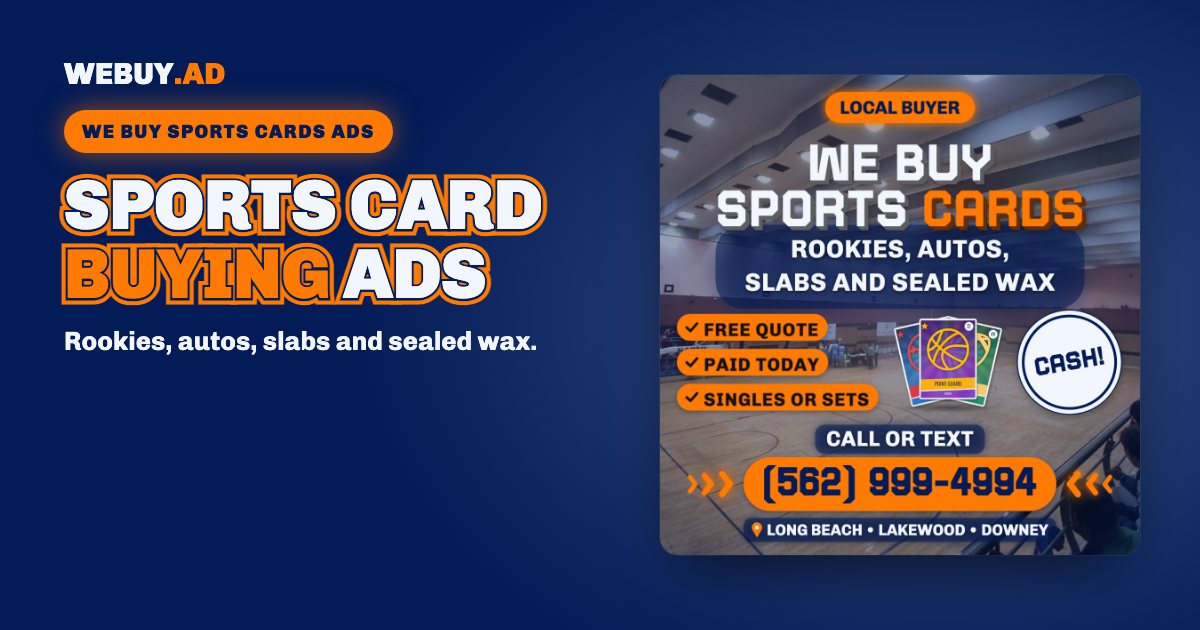 WEBUY.AD
WE BUY SPORTS CARDS ADS
SPORTS CARD
BUYING ADS
Rookies, autos, slabs and sealed wax.
LOCAL BUYER
WE BUY
SPORTS CARDS
ROOKIES, AUTOS,
SLABS AND SEALED WAX
FREE QUOTE
PAID TODAY
SINGLES OR SETS
POINT GUARD
CASH!
CALL OR TEXT
(562) 999-4994
LONG BEACH • LAKEWOOD • DOWNEY